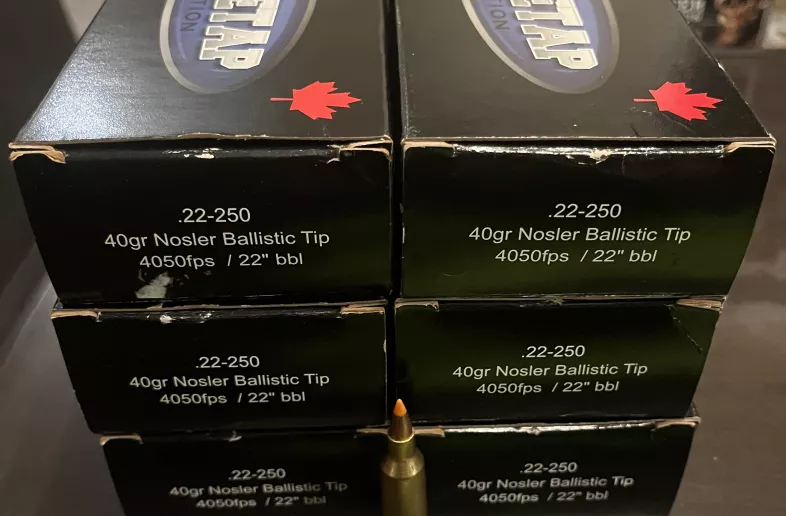 ETAP
TION
ETAP
TION
.22-250
40gr Nosler Ballistic Tip
4050fps / 22" bbl
.22-250
40gr Nosler Ballistic Tip
4050fps / 22" bbl
.22-250
40gr Nosler Ballistic Tip
4050fps / 22" bbl
.22-250
40gr Nosler Ballistic Tip
4050fps / 22" bbl
.22-250
40gr Nosler Ballistic Tip
4050fps / 22" bbl
.22-250
40gr Nosler Ballistic Tip
4050fps / 22" bbl